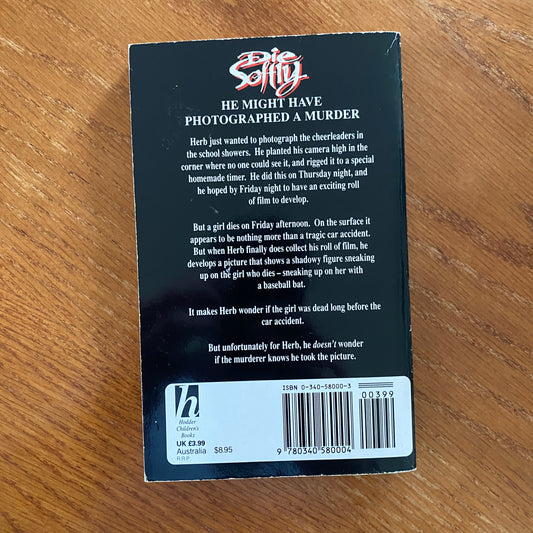 Die
Softly
HE MIGHT HAVE
PHOTOGRAPHED A MURDER
Herb just wanted to photograph the cheerleaders in
the school showers. He planted his camera high in the
corner where no one could see it, and rigged it to a special
homemade timer. He did this on Thursday night, and
he hoped by Friday night to have an exciting roll
of film to develop.
But a girl dies on Friday afternoon. On the surface it
appears to be nothing more than a tragic car accident.
But when Herb finally does collect his roll of film, he
develops a picture that shows a shadowy figure sneaking
up on the girl who dies – sneaking up on her with
a baseball bat.
It makes Herb wonder if the girl was dead long before the
car accident.
But unfortunately for Herb, he doesn't wonder
if the murderer knows he took the picture.
h
Hodder
Children's
Books
UK £3.99
Australia $8.95
R.R.P.
ISBN 0-340-58000-3
00399
9 780340 580004